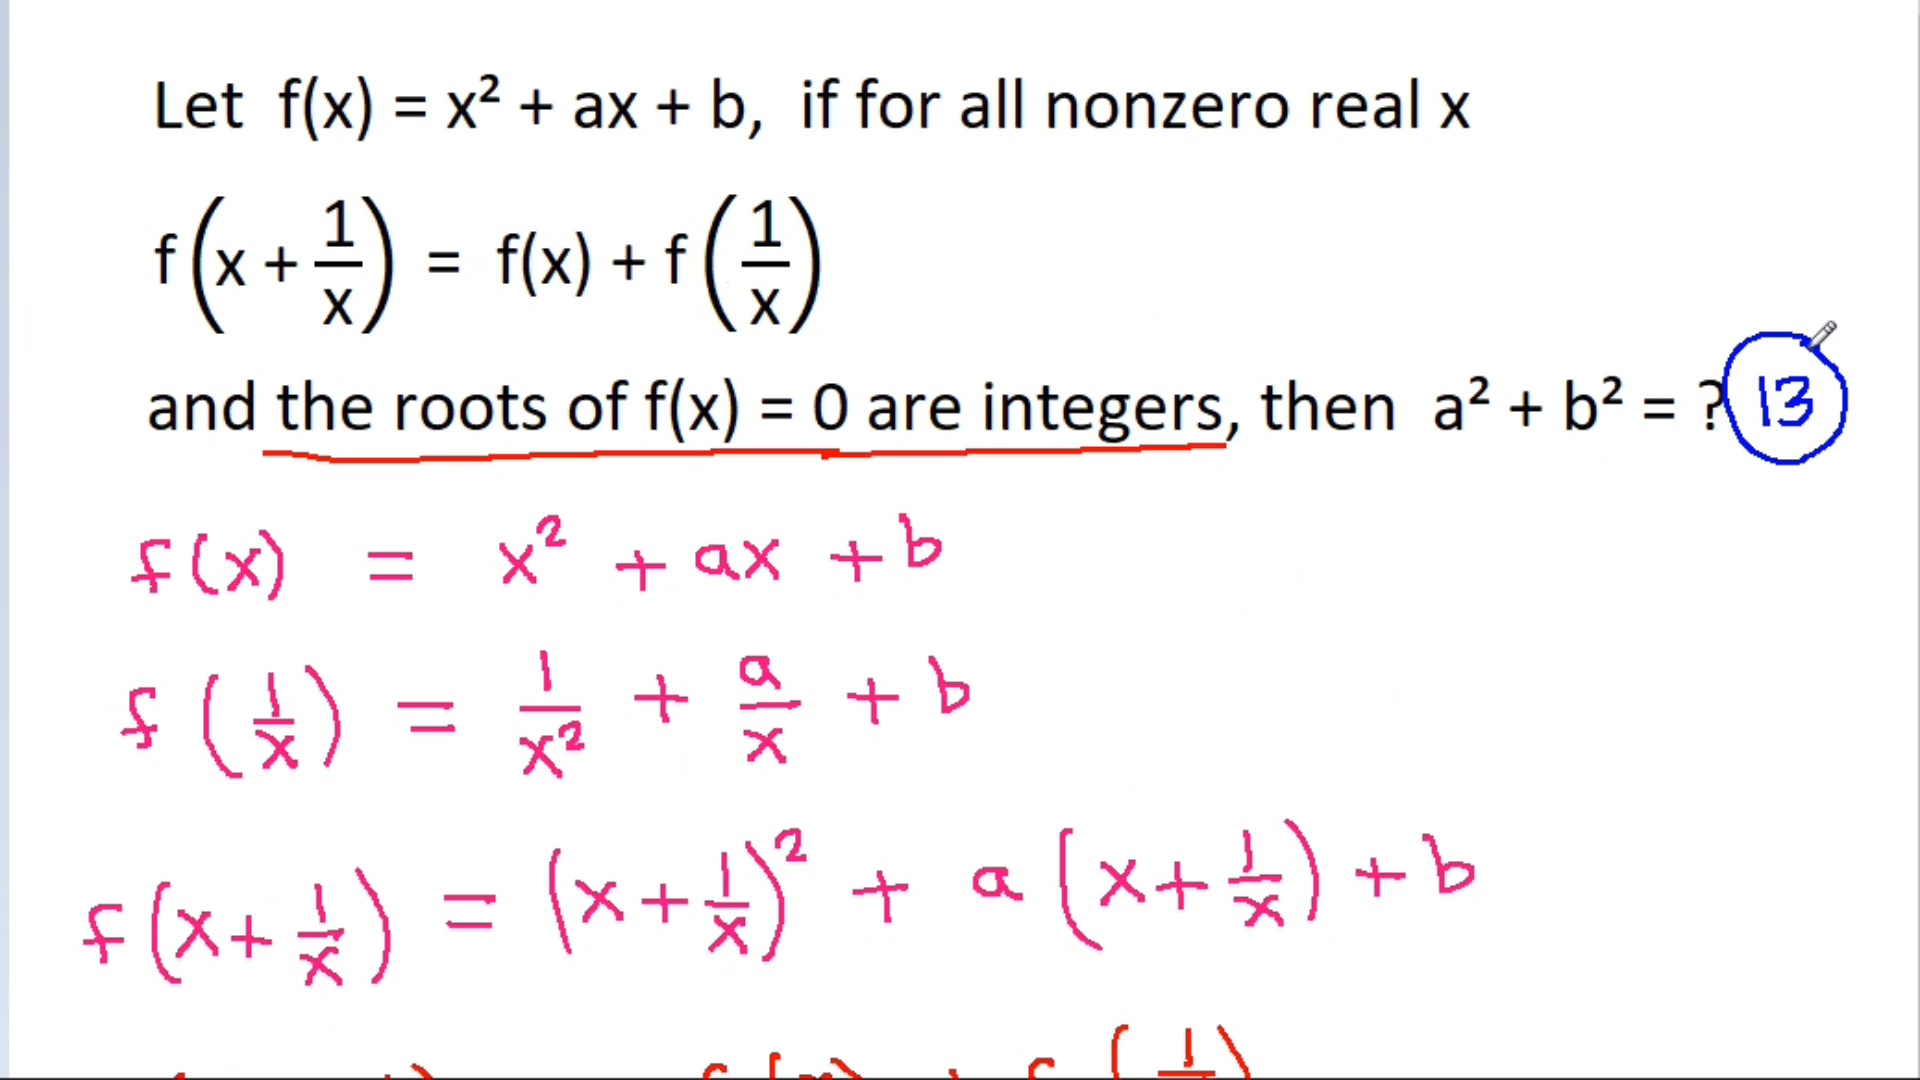 Let f(x) = x² + ax + b, if for all nonzero real x
f(x + 1/x) = f(x) + f(1/x)
and the roots of f(x) = 0 are integers, then a² + b² = ? 13
f(x) = x² + ax + b
f(1/x) = 1/x² + a/x + b
f(x + 1/x) = (x + 1/x)² + a(x + 1/x) + b